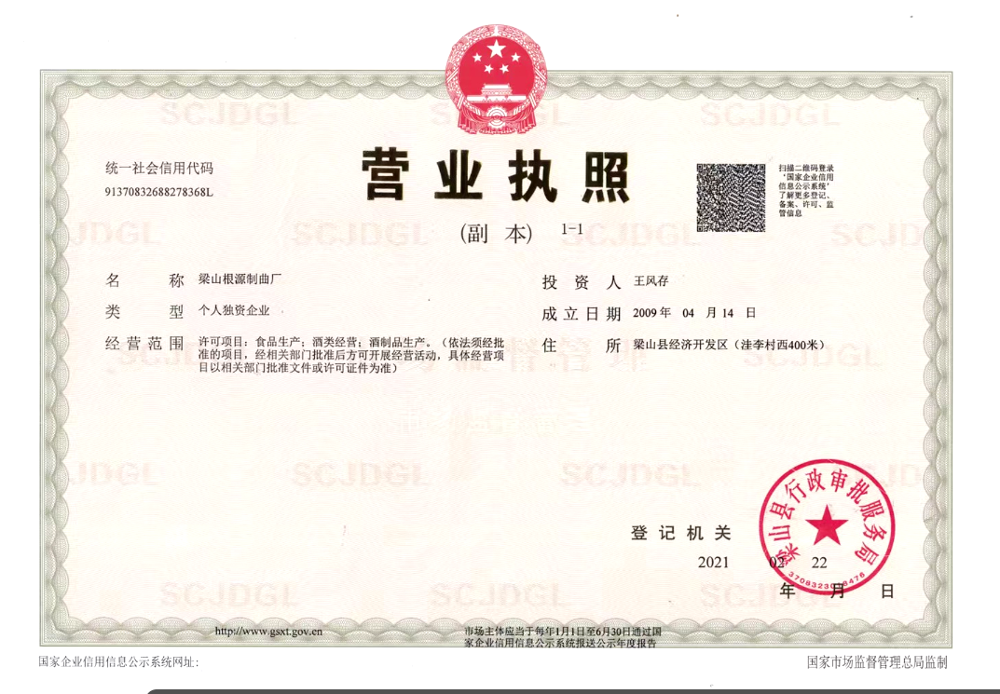 统一社会信用代码
91370832688278368L
营业执照
(副 本) 1-1
扫描二维码登录
‘国家企业信用
信息公示系统’
了解更多登记、
备案、许可、监
管信息
名 称 梁山根源制曲厂
类 型 个人独资企业
经营范围 许可项目：食品生产；酒类经营；酒制品生产。（依法须经批
准的项目，经相关部门批准后方可开展经营活动，具体经营项
目以相关部门批准文件或许可证件为准）
投资人 王风存
成立日期 2009年 04 月 14 日
住 所 梁山县经济开发区（洼李村西400米）
SCJDGL
登记机关
梁山县行政审批服务局
2021 02 22
年 月 日
http://www.gsxt.gov.cn
市场主体应当于每年1月1日至6月30日通过国
家企业信用信息公示系统报送公示年度报告
国家企业信用信息公示系统网址:
国家市场监督管理总局监制